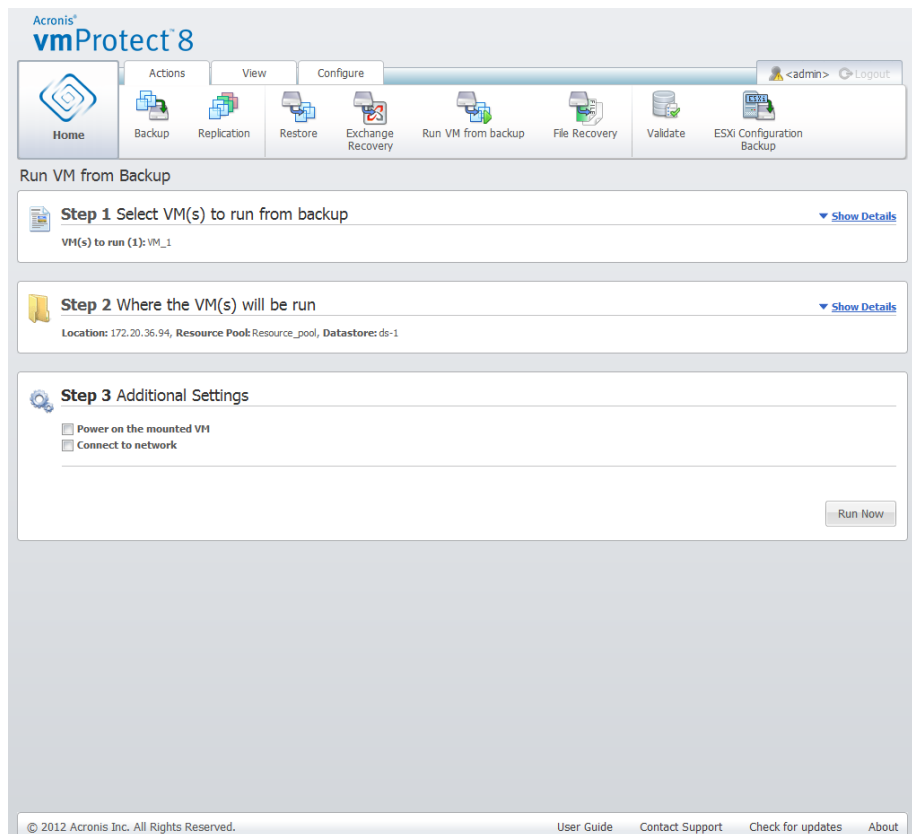 Acronis®
vmProtect™ 8
Actions View Configure
<admin> Logout
Home
Backup
Replication
Restore
Exchange
Recovery
Run VM from backup
File Recovery
Validate
ESXi Configuration
Backup
ESXi
Run VM from Backup
Step 1 Select VM(s) to run from backup
Show Details
VM(s) to run (1): VM_1
Step 2 Where the VM(s) will be run
Show Details
Location: 172.20.36.94, Resource Pool: Resource_pool, Datastore: ds-1
Step 3 Additional Settings
Power on the mounted VM
Connect to network
Run Now
© 2012 Acronis Inc. All Rights Reserved.
User Guide Contact Support Check for updates About